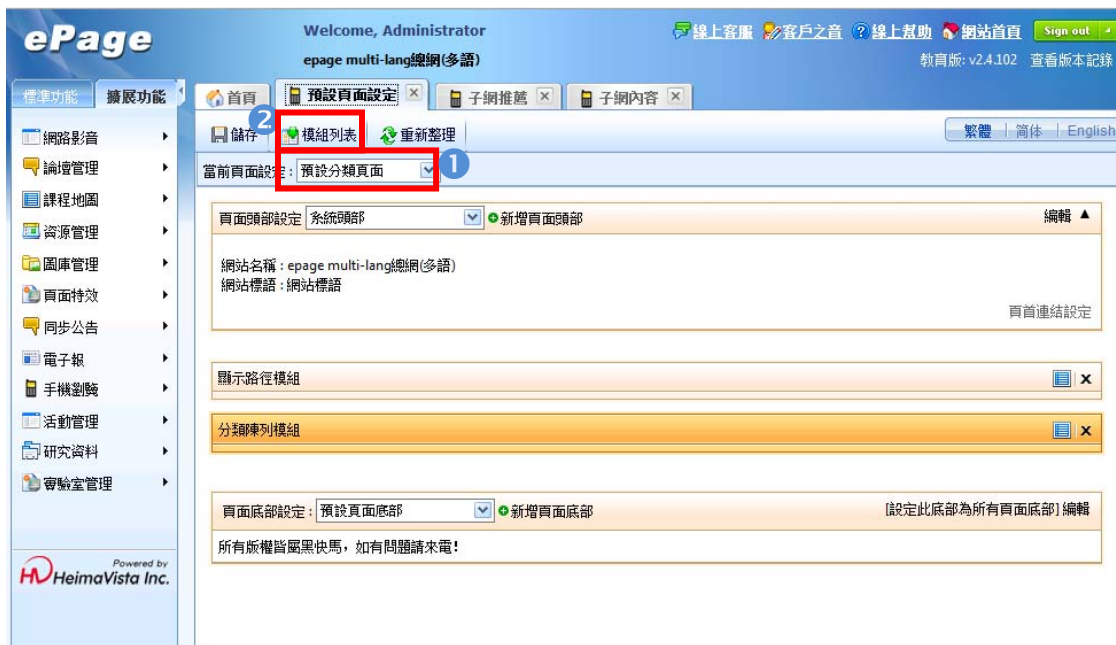 ePage
Welcome, Administrator
epage multi-lang總網(多語)
線上客服 客戶之音 線上幫助 網站首頁 Sign out
教育版: v2.4.102 查看版本記錄
標準功能 擴展功能
首頁 預設頁面設定 子網推薦 子網內容
儲存 2 模組列表 重新整理
繁體 简体 English
當前頁面設定: 預設分類頁面 1
網路影音
論壇管理
課程地圖
資源管理
圖庫管理
頁面特效
同步公告
電子報
手機瀏覽
活動管理
研究資料
實驗室管理
頁面頭部設定 系統頭部 新增頁面頭部 編輯 ▲
網站名稱 : epage multi-lang總網(多語)
網站標語 : 網站標語
頁首連結設定
顯示路徑模組
分類陳列模組
頁面底部設定: 預設頁面底部 新增頁面底部 [設定此底部為所有頁面底部] 編輯
所有版權皆屬黑快馬，如有問題請來電!
Powered by
HeimaVista Inc.